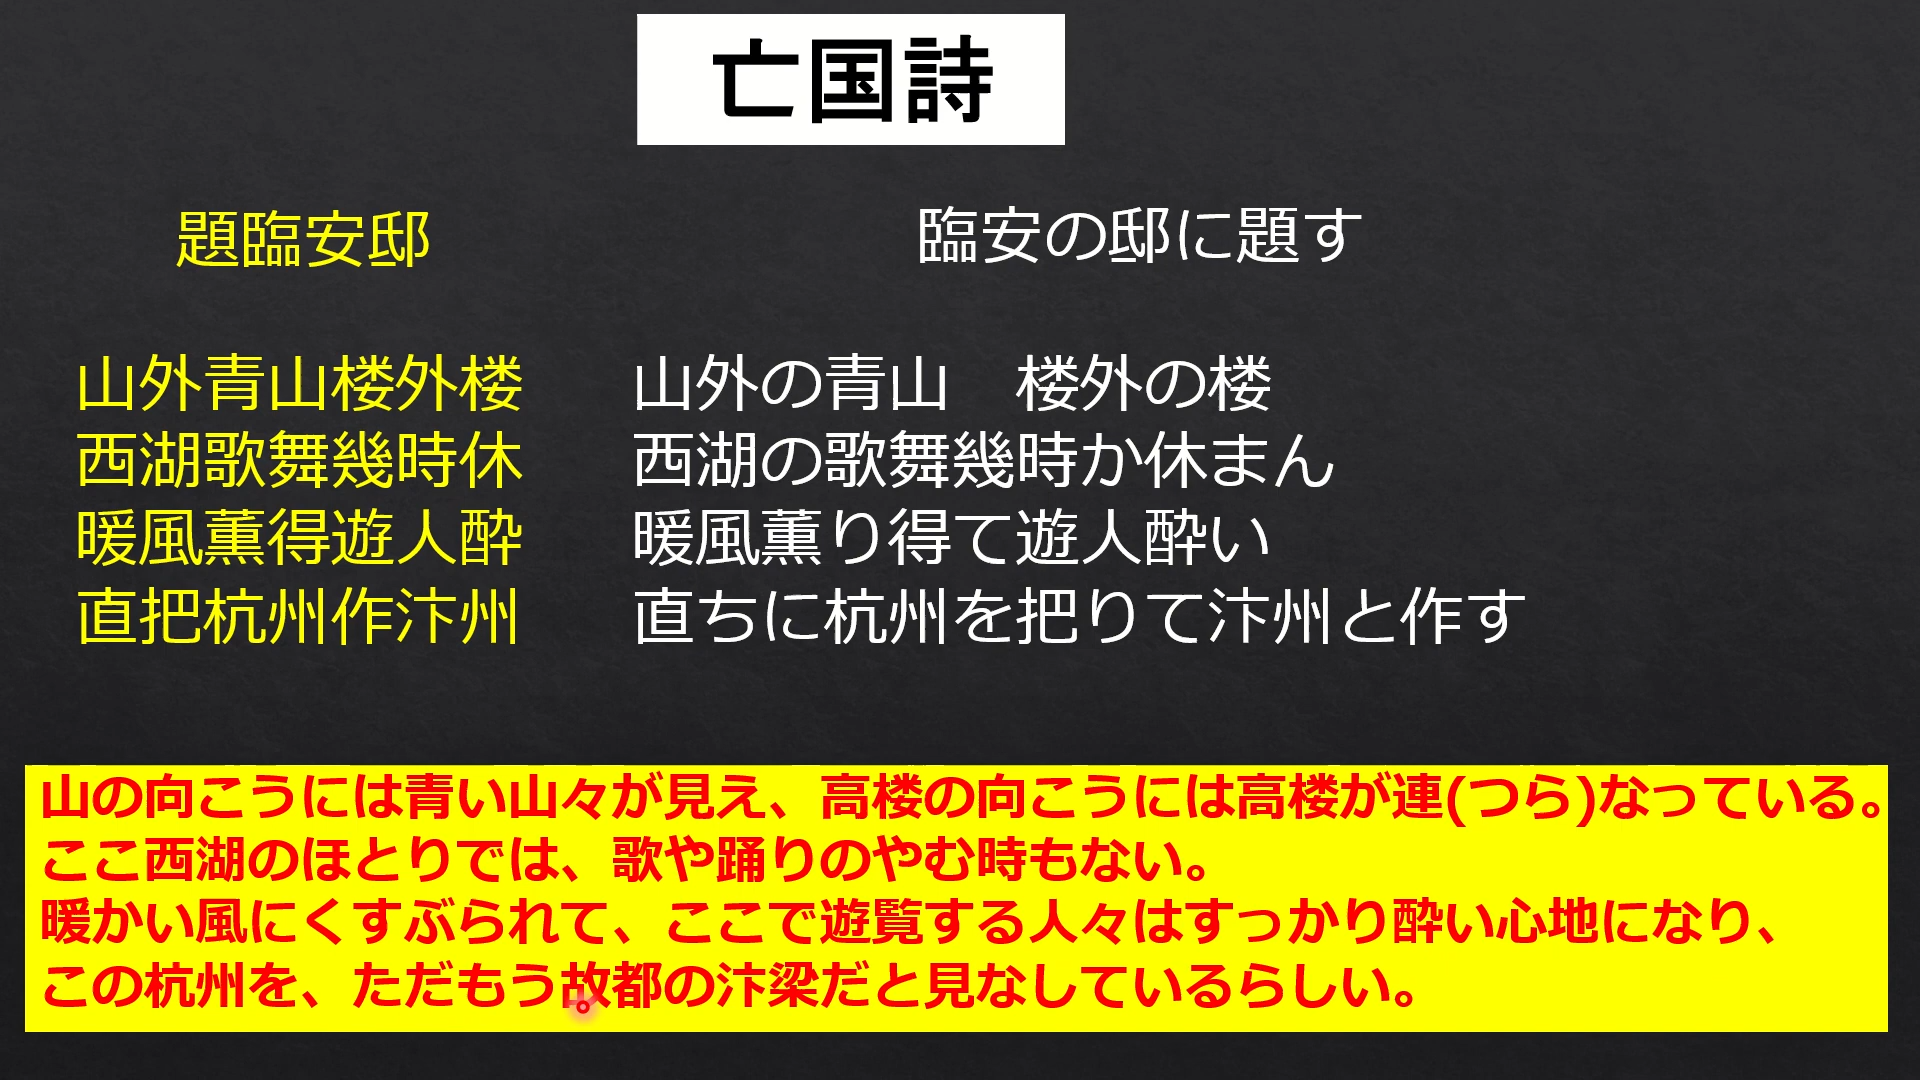 亡国詩
題臨安邸
臨安の邸に題す
山外青山楼外楼
西湖歌舞幾時休
暖風薫得遊人酔
直把杭州作汴州
山外の青山　楼外の楼
西湖の歌舞幾時か休まん
暖風薫り得て遊人酔い
直ちに杭州を把りて汴州と作す
山の向こうには青い山々が見え、高楼の向こうには高楼が連(つら)なっている。
ここ西湖のほとりでは、歌や踊りのやむ時もない。
暖かい風にくすぶられて、ここで遊覧する人々はすっかり酔い心地になり、
この杭州を、ただもう故都の汴梁だと見なしているらしい。